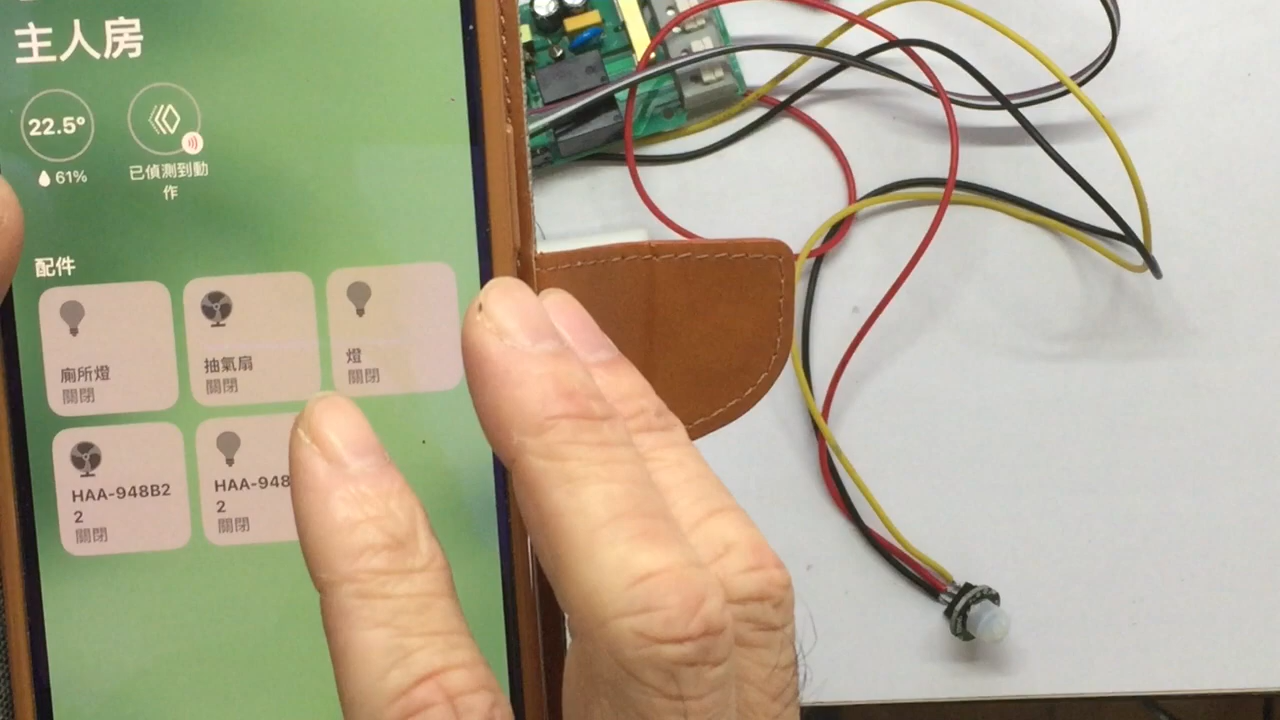 主人房
22.5°
61%
已偵測到動
作
配件
廁所燈
關閉
抽氣扇
關閉
燈
關閉
HAA-948B2
2
關閉
HAA-948
2
關閉